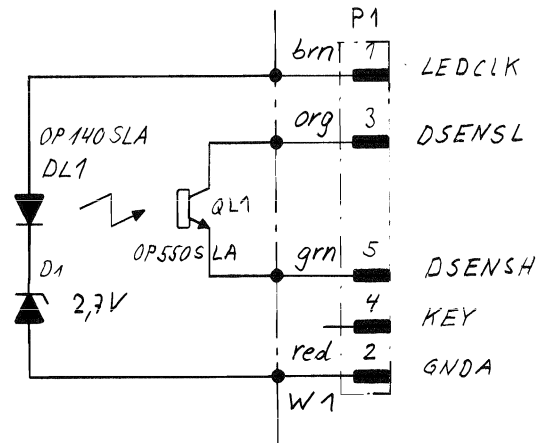 P1
brn 1 LEDCLK
org 3 DSENSL
OP140SLA
DL1
QL1
OP550SLA
grn 5 DSENSH
D1
2,7V
4 KEY
red 2 GNDA
W1